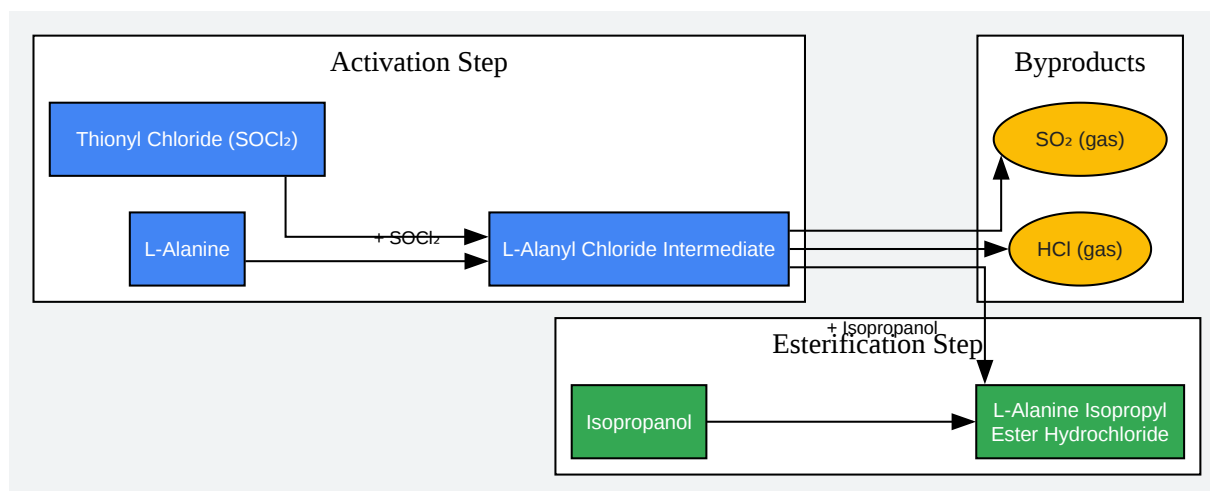 Activation Step
Byproducts
Thionyl Chloride (SOCl₂)
SO₂ (gas)
+ SOCl₂
L-Alanine
L-Alanyl Chloride Intermediate
HCl (gas)
+ Isopropanol
Esterification Step
Isopropanol
L-Alanine Isopropyl
Ester Hydrochloride